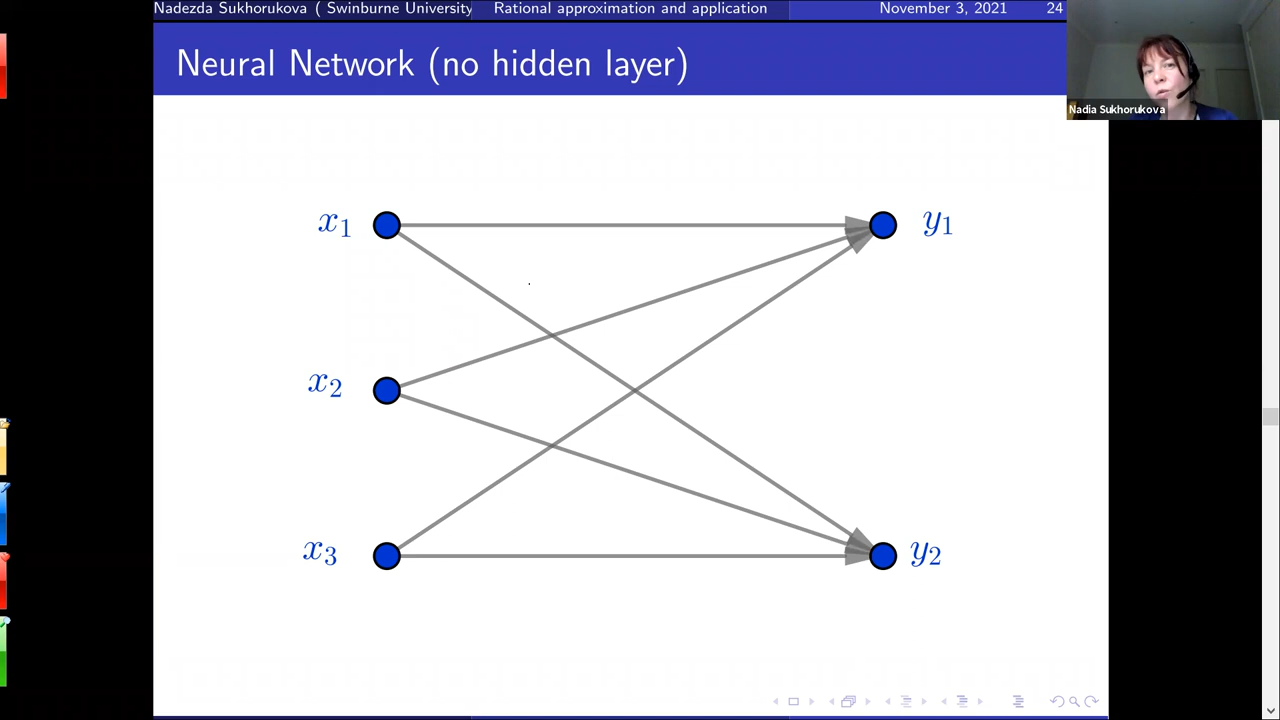 Nadezda Sukhorukova ( Swinburne University Rational approximation and application November 3, 2021 24
Neural Network (no hidden layer)
Nadia Sukhorukova
x₁ y₁
x₂
x₃ y₂